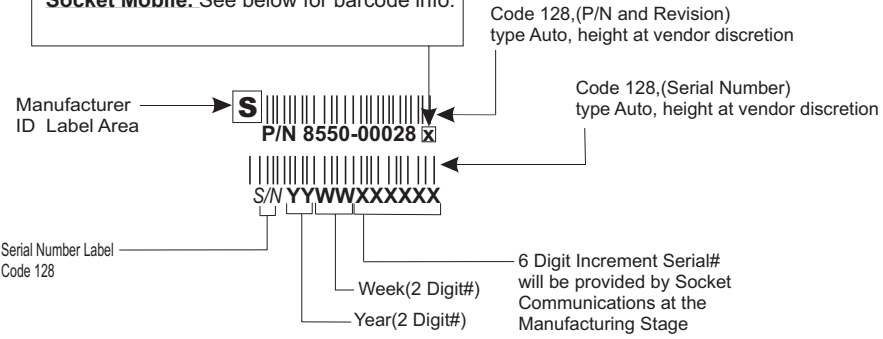 Socket Mobile. See below for barcode info.
Code 128,(P/N and Revision)
type Auto, height at vendor discretion
Code 128,(Serial Number)
type Auto, height at vendor discretion
Manufacturer
ID Label Area
S
P/N 8550-00028 x
S/N YYWWXXXXXX
Serial Number Label
Code 128
6 Digit Increment Serial#
will be provided by Socket
Communications at the
Manufacturing Stage
Week(2 Digit#)
Year(2 Digit#)